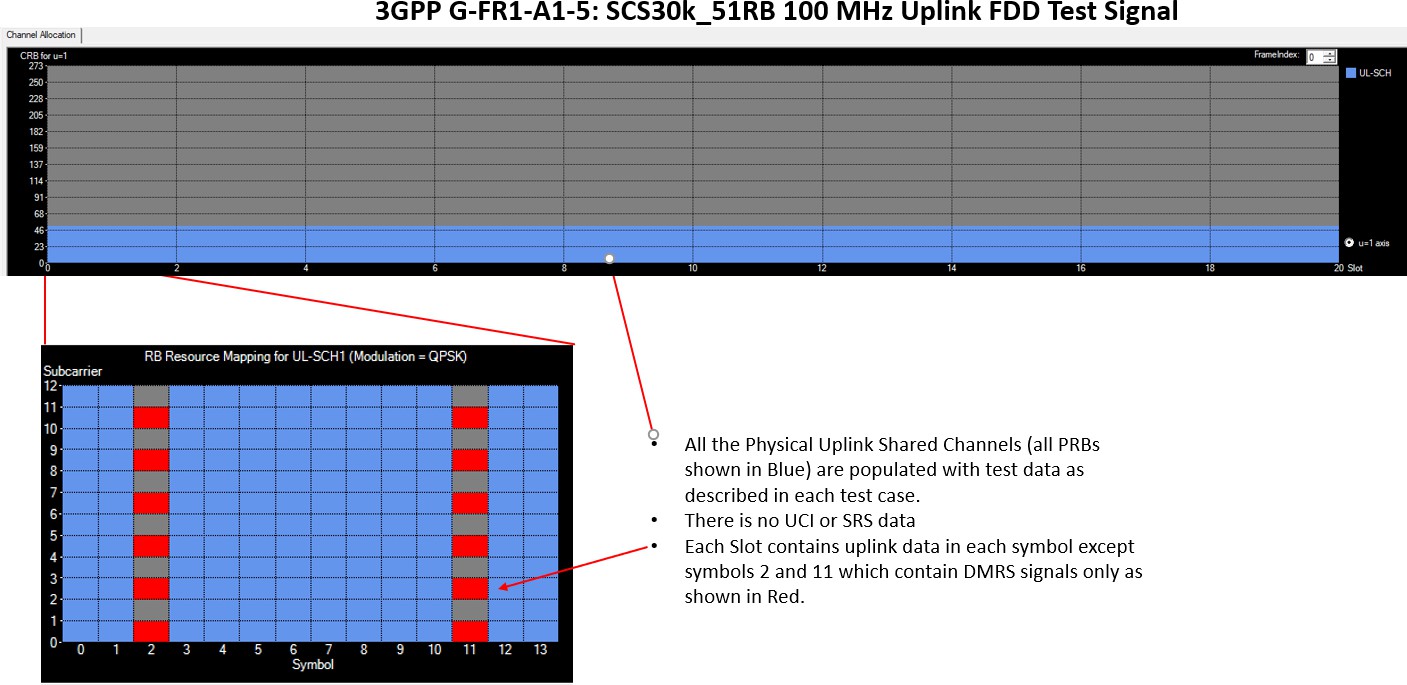 3GPP G-FR1-A1-5: SCS30k_51RB 100 MHz Uplink FDD Test Signal
Channel Allocation
CRB for u=1
FrameIndex: 0
273
250
228
205
182
159
137
114
91
68
46
23
0
UL-SCH
u=1 axis
0 2 4 6 8 10 12 14 16 18 20 Slot
RB Resource Mapping for UL-SCH1 (Modulation = QPSK)
Subcarrier
12
11
10
9
8
7
6
5
4
3
2
1
0
0 1 2 3 4 5 6 7 8 9 10 11 12 13
Symbol
• All the Physical Uplink Shared Channels (all PRBs
shown in Blue) are populated with test data as
described in each test case.
• There is no UCI or SRS data
• Each Slot contains uplink data in each symbol except
symbols 2 and 11 which contain DMRS signals only as
shown in Red.